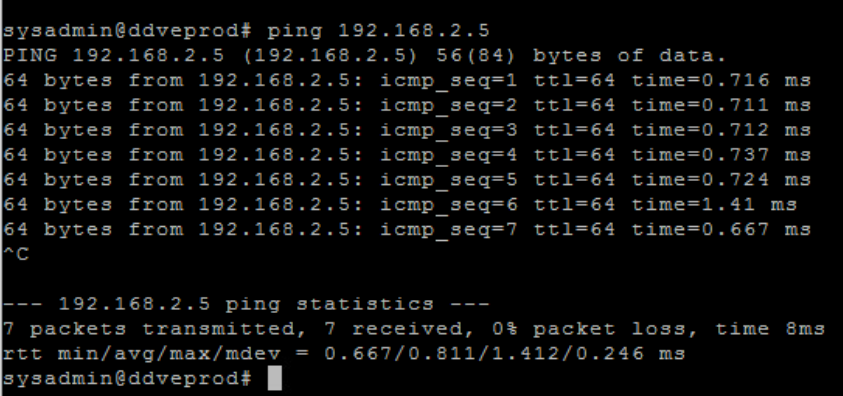 sysadmin@ddveprod# ping 192.168.2.5
PING 192.168.2.5 (192.168.2.5) 56(84) bytes of data.
64 bytes from 192.168.2.5: icmp_seq=1 ttl=64 time=0.716 ms
64 bytes from 192.168.2.5: icmp_seq=2 ttl=64 time=0.711 ms
64 bytes from 192.168.2.5: icmp_seq=3 ttl=64 time=0.712 ms
64 bytes from 192.168.2.5: icmp_seq=4 ttl=64 time=0.737 ms
64 bytes from 192.168.2.5: icmp_seq=5 ttl=64 time=0.724 ms
64 bytes from 192.168.2.5: icmp_seq=6 ttl=64 time=1.41 ms
64 bytes from 192.168.2.5: icmp_seq=7 ttl=64 time=0.667 ms
^C
--- 192.168.2.5 ping statistics ---
7 packets transmitted, 7 received, 0% packet loss, time 8ms
rtt min/avg/max/mdev = 0.667/0.811/1.412/0.246 ms
sysadmin@ddveprod#